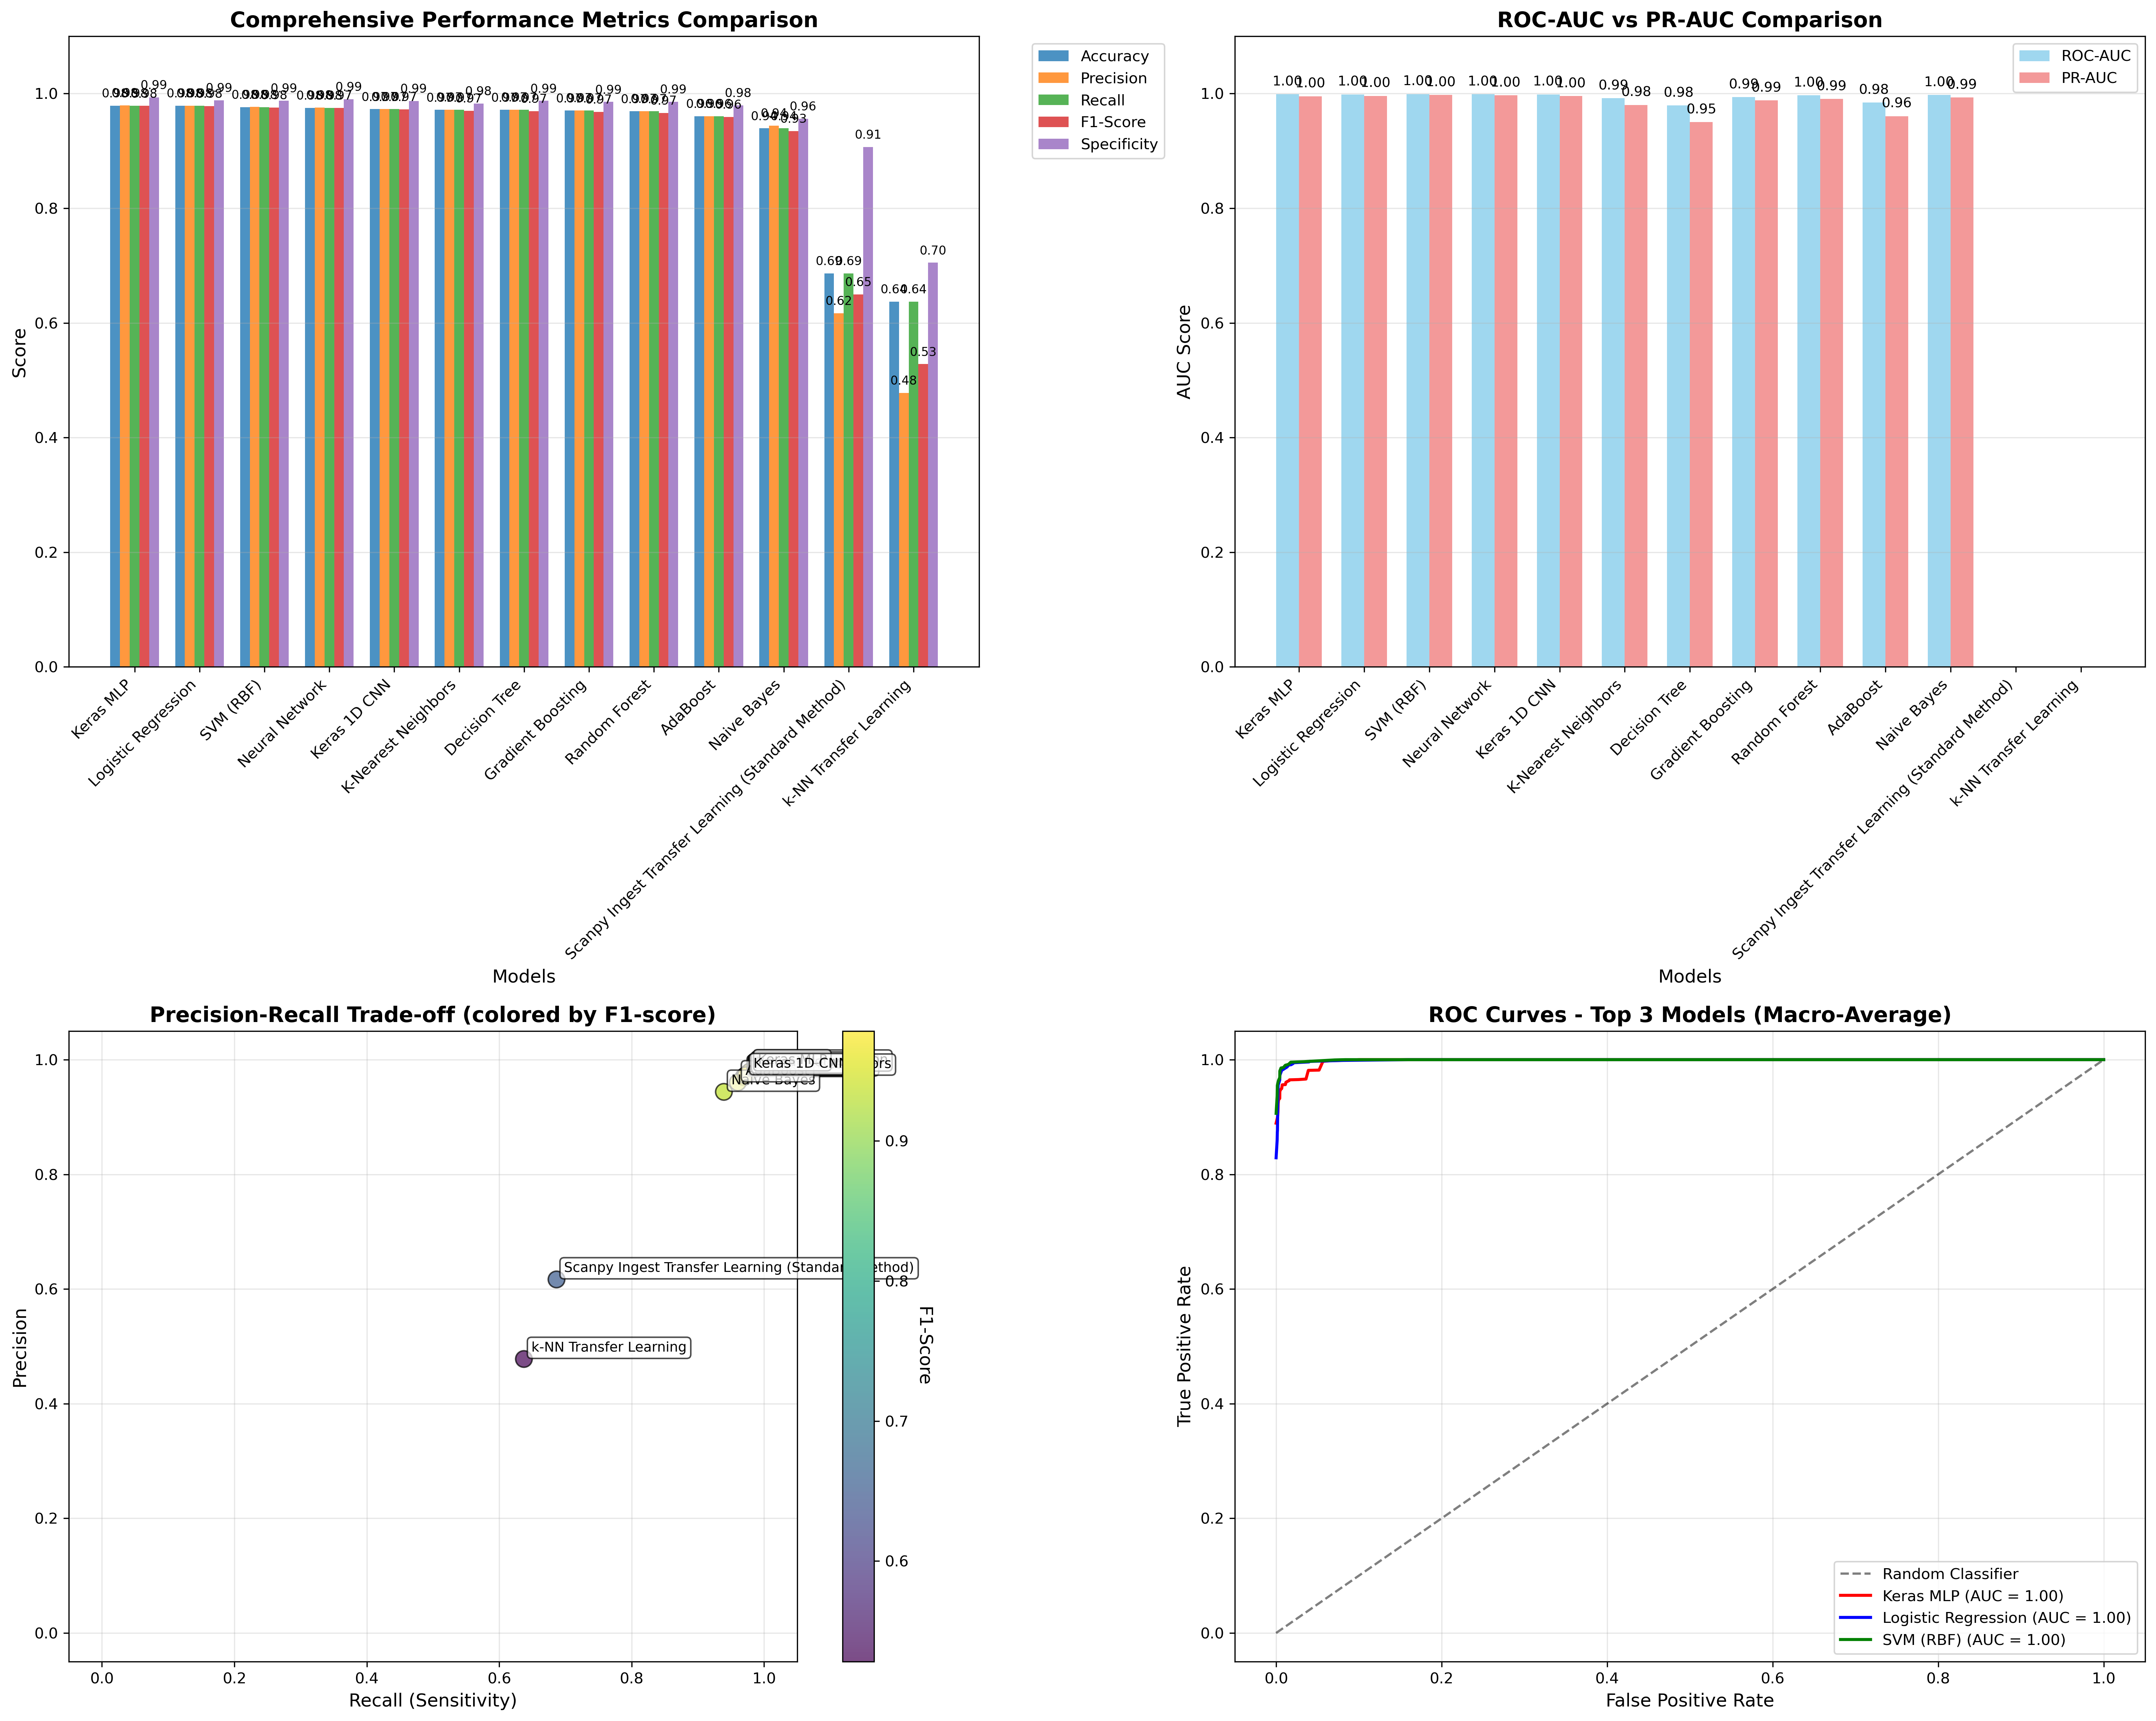 Comprehensive Performance Metrics Comparison
Accuracy
Precision
Recall
F1-Score
Specificity
0.99 0.99 0.99 0.99 0.99 0.98 0.99 0.99 0.99 0.98 0.96
0.93
0.69 0.62 0.69 0.65 0.91
0.64 0.48 0.64 0.53 0.70
Score
1.0
0.8
0.6
0.4
0.2
0.0
Keras MLP
Logistic Regression
SVM (RBF)
Neural Network
Keras 1D CNN
K-Nearest Neighbors
Decision Tree
Gradient Boosting
Random Forest
AdaBoost
Naive Bayes
Scanpy Ingest Transfer Learning (Standard Method)
k-NN Transfer Learning
Models
ROC-AUC vs PR-AUC Comparison
ROC-AUC
PR-AUC
1.00 1.00 1.00 1.00 1.00 1.00 1.00 1.00 1.00 1.00 0.99 0.98 0.98 0.95 0.99 0.99 1.00 0.99 0.98 0.96 1.00 0.99
AUC Score
1.0
0.8
0.6
0.4
0.2
0.0
Keras MLP
Logistic Regression
SVM (RBF)
Neural Network
Keras 1D CNN
K-Nearest Neighbors
Decision Tree
Gradient Boosting
Random Forest
AdaBoost
Naive Bayes
Scanpy Ingest Transfer Learning (Standard Method)
k-NN Transfer Learning
Models
Precision-Recall Trade-off (colored by F1-score)
Precision
1.0
0.8
0.6
0.4
0.2
0.0
Keras 1D CNN
Naive Bayes
Scanpy Ingest Transfer Learning (Standard Method)
k-NN Transfer Learning
0.0 0.2 0.4 0.6 0.8 1.0
Recall (Sensitivity)
0.9
0.8
0.7
0.6
F1-Score
ROC Curves - Top 3 Models (Macro-Average)
True Positive Rate
1.0
0.8
0.6
0.4
0.2
0.0
Random Classifier
Keras MLP (AUC = 1.00)
Logistic Regression (AUC = 1.00)
SVM (RBF) (AUC = 1.00)
0.0 0.2 0.4 0.6 0.8 1.0
False Positive Rate